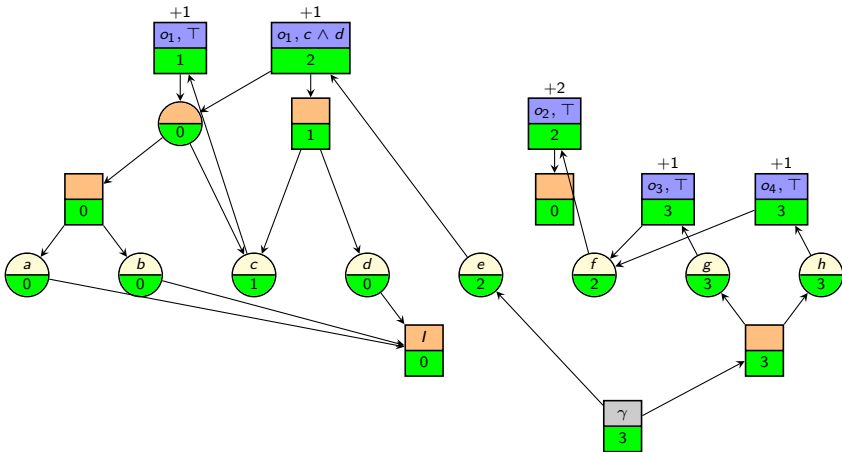 +1 +1
o₁, ⊤ o₁, c ∧ d
1 2
+2
o₂, ⊤
2
0
1
+1 +1
o₃, ⊤ o₄, ⊤
0 0 3 3
a b c d e f g h
0 0 1 0 2 2 3 3
I
0 3
γ
3